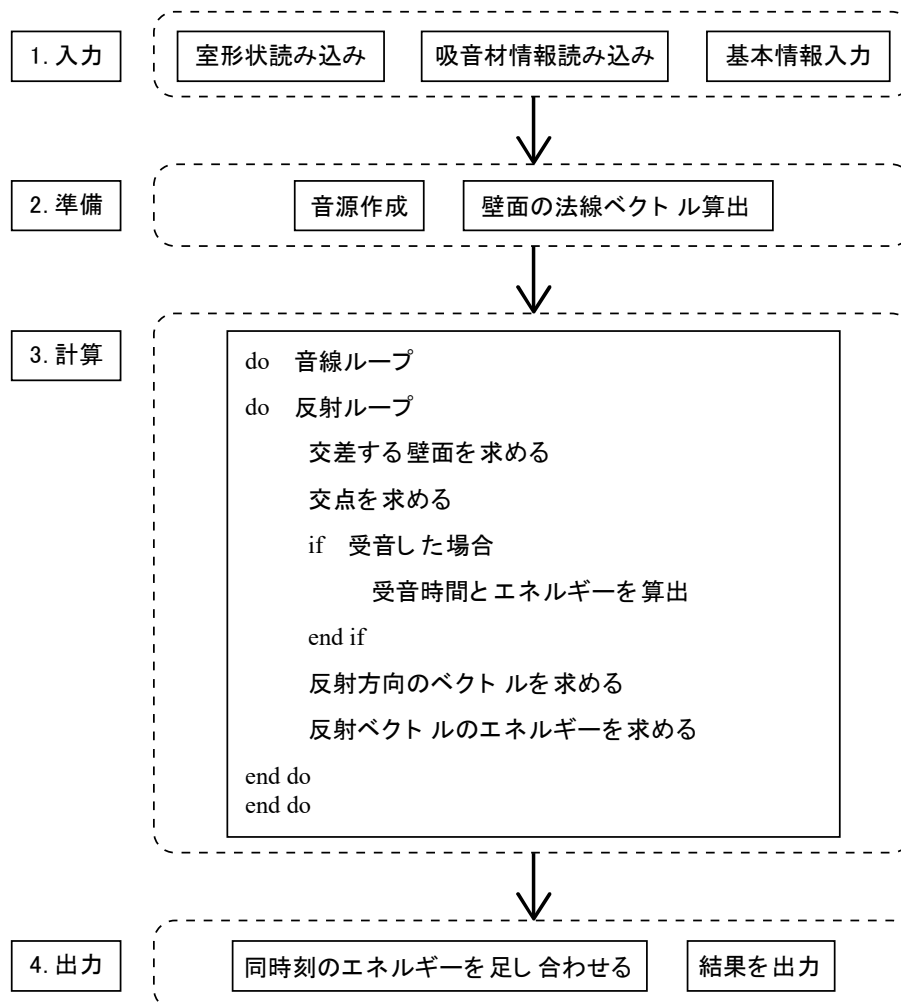 1. 入力
室形状読み込み
吸音材情報読み込み
基本情報入力
2. 準備
音源作成
壁面の法線ベクトル算出
3. 計算
do 音線ループ
do 反射ループ
交差する壁面を求める
交点を求める
if 受音した場合
受音時間とエネルギーを算出
end if
反射方向のベクトルを求める
反射ベクトルのエネルギーを求める
end do
end do
4. 出力
同時刻のエネルギーを足し合わせる
結果を出力